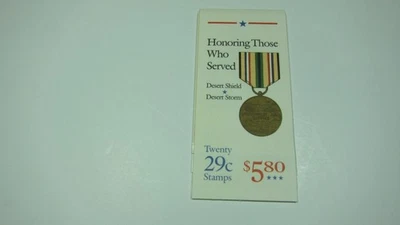 Honoring Those
Who
Served
Desert Shield
Desert Storm
Twenty
29c
Stamps
$5.80